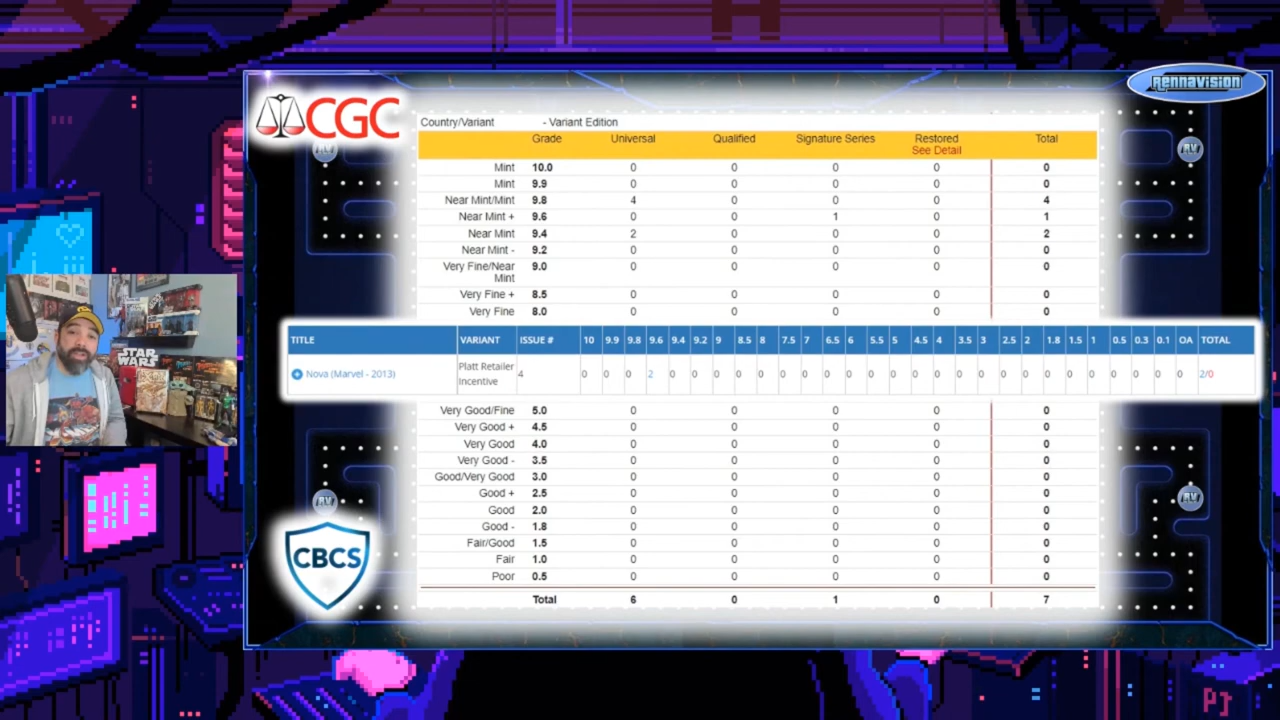 RENNAVISION
CGC
Country/Variant - Variant Edition
Grade Universal Qualified Signature Series Restored Total
See Detail
Mint 10.0 0 0 0 0 0
Mint 9.9 0 0 0 0 0
Near Mint/Mint 9.8 4 0 0 0 4
Near Mint + 9.6 0 0 1 0 1
Near Mint 9.4 2 0 0 0 2
Near Mint - 9.2 0 0 0 0 0
Very Fine/Near 9.0 0 0 0 0 0
Mint
Very Fine + 8.5 0 0 0 0 0
Very Fine 8.0 0 0 0 0 0
TITLE VARIANT ISSUE # 10 9.9 9.8 9.6 9.4 9.2 9 8.5 8 7.5 7 6.5 6 5.5 5 4.5 4 3.5 3 2.5 2 1.8 1.5 1 0.5 0.3 0.1 OA TOTAL
Nova (Marvel - 2013) Platt Retailer 4 0 0 0 2 0 0 0 0 0 0 0 0 0 0 0 0 0 0 0 0 0 0 0 0 0 0 0 0 2/0
Incentive
Very Good/Fine 5.0 0 0 0 0 0
Very Good + 4.5 0 0 0 0 0
Very Good 4.0 0 0 0 0 0
Very Good - 3.5 0 0 0 0 0
Good/Very Good 3.0 0 0 0 0 0
Good + 2.5 0 0 0 0 0
Good 2.0 0 0 0 0 0
Good - 1.8 0 0 0 0 0
Fair/Good 1.5 0 0 0 0 0
Fair 1.0 0 0 0 0 0
Poor 0.5 0 0 0 0 0
Total 6 0 1 0 7
RV
RV
RV
RV
CBCS
STAR
WARS